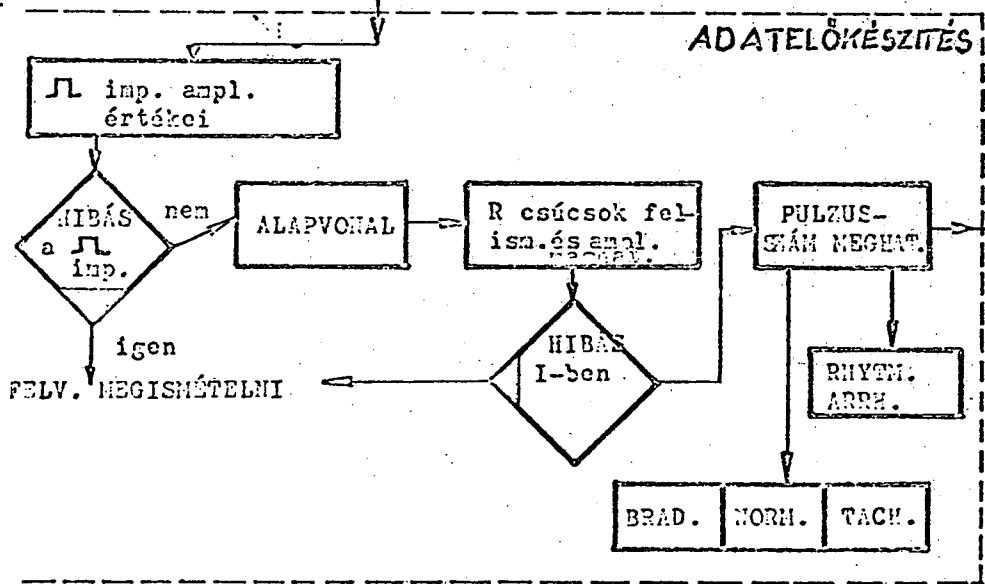 ADATELŐKÉSZITÉS
imp. ampl.
értékei
HIBÁS
a
imp.
nem
igen
FELV. MEGISMÉTELNI
ALAPVONAL
R csúcsok fel-
ism.és ampl.
HIBÁS
I-ben
PULZUS-
SZÁM MEGHAT.
RHYTM.
ARRH.
BRAD.
NORM.
TACH.